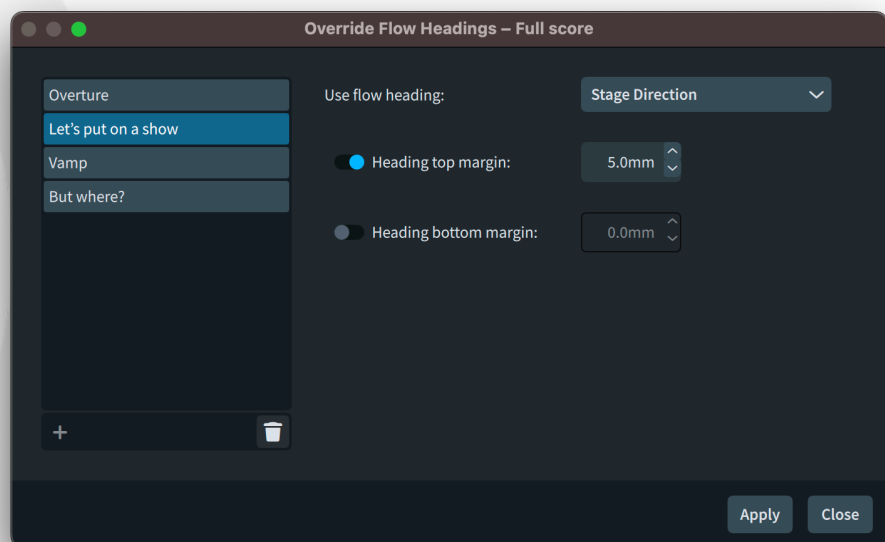 Override Flow Headings – Full score
Overture
Let’s put on a show
Vamp
But where?
Use flow heading:
Stage Direction
Heading top margin:
5.0mm
Heading bottom margin:
0.0mm
+
Apply
Close